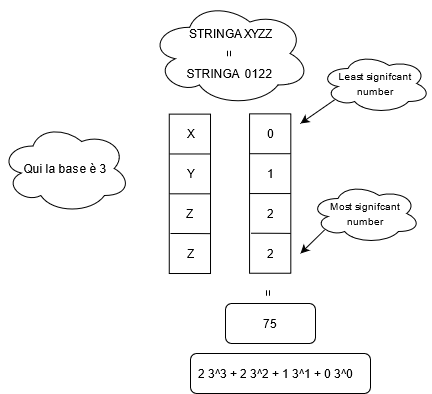 STRINGA XYZZ
=
STRINGA 0122
Least signifcant
number
X 0
Y 1
Qui la base è 3
Z 2
Most signifcant
number
Z 2
=
75
2 3^3 + 2 3^2 + 1 3^1 + 0 3^0